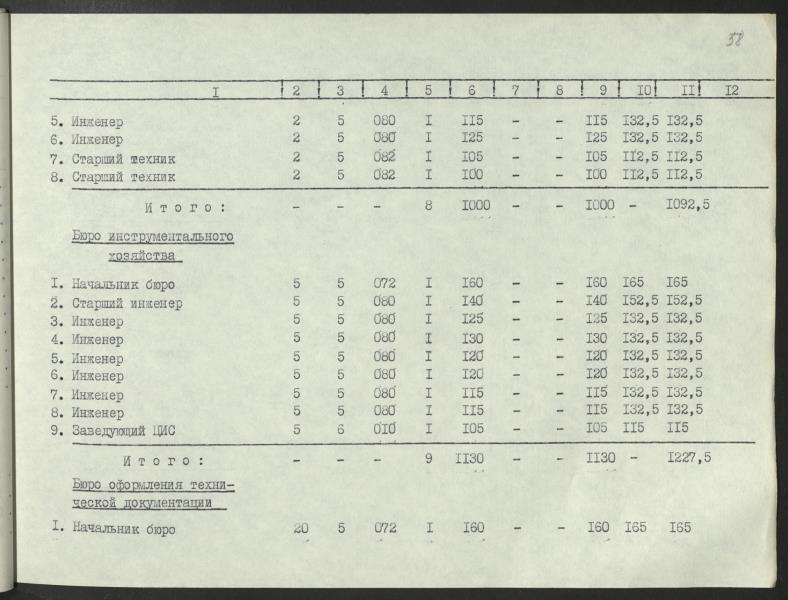 58
I ! 2 ! 3 ! 4 ! 5 ! 6 ! 7 ! 8 ! 9 ! I0! II! I2
5. Инженер 2 5 080 I II5 - - II5 I32,5 I32,5
6. Инженер 2 5 080 I I25 - - I25 I32,5 I32,5
7. Старший техник 2 5 082 I I05 - - I05 II2,5 II2,5
8. Старший техник 2 5 082 I I00 - - I00 II2,5 II2,5
И т о г о : - - - 8 I000 - - I000 - I092,5
Бюро инструментального
хозяйства
I. Начальник бюро 5 5 072 I I60 - - I60 I65 I65
2. Старший инженер 5 5 080 I I40 - - I40 I52,5 I52,5
3. Инженер 5 5 080 I I25 - - I25 I32,5 I32,5
4. Инженер 5 5 080 I I30 - - I30 I32,5 I32,5
5. Инженер 5 5 080 I I20 - - I20 I32,5 I32,5
6. Инженер 5 5 080 I I20 - - I20 I32,5 I32,5
7. Инженер 5 5 080 I II5 - - II5 I32,5 I32,5
8. Инженер 5 5 080 I II5 - - II5 I32,5 I32,5
9. Заведующий ЦИС 5 6 010 I I05 - - I05 II5 II5
И т о г о : - - - 9 II30 - - II30 - I227,5
Бюро оформления техни-
ческой документации
I. Начальник бюро 20 5 072 I I60 - - I60 I65 I65